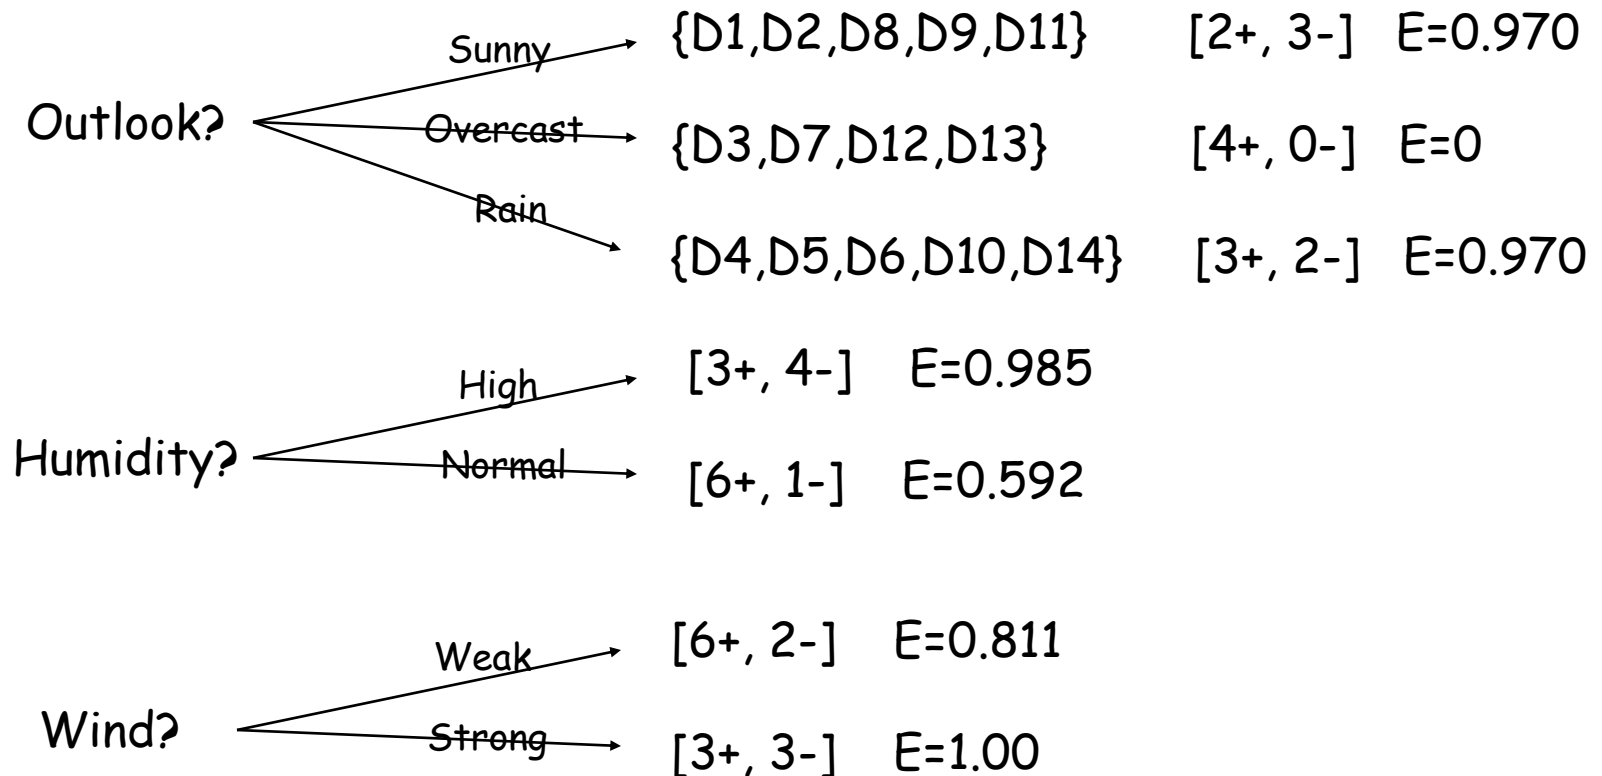 Sunny {D1,D2,D8,D9,D11} [2+, 3-] E=0.970
Outlook? Overcast {D3,D7,D12,D13} [4+, 0-] E=0
Rain {D4,D5,D6,D10,D14} [3+, 2-] E=0.970
High [3+, 4-] E=0.985
Humidity? Normal [6+, 1-] E=0.592
Weak [6+, 2-] E=0.811
Wind? Strong [3+, 3-] E=1.00